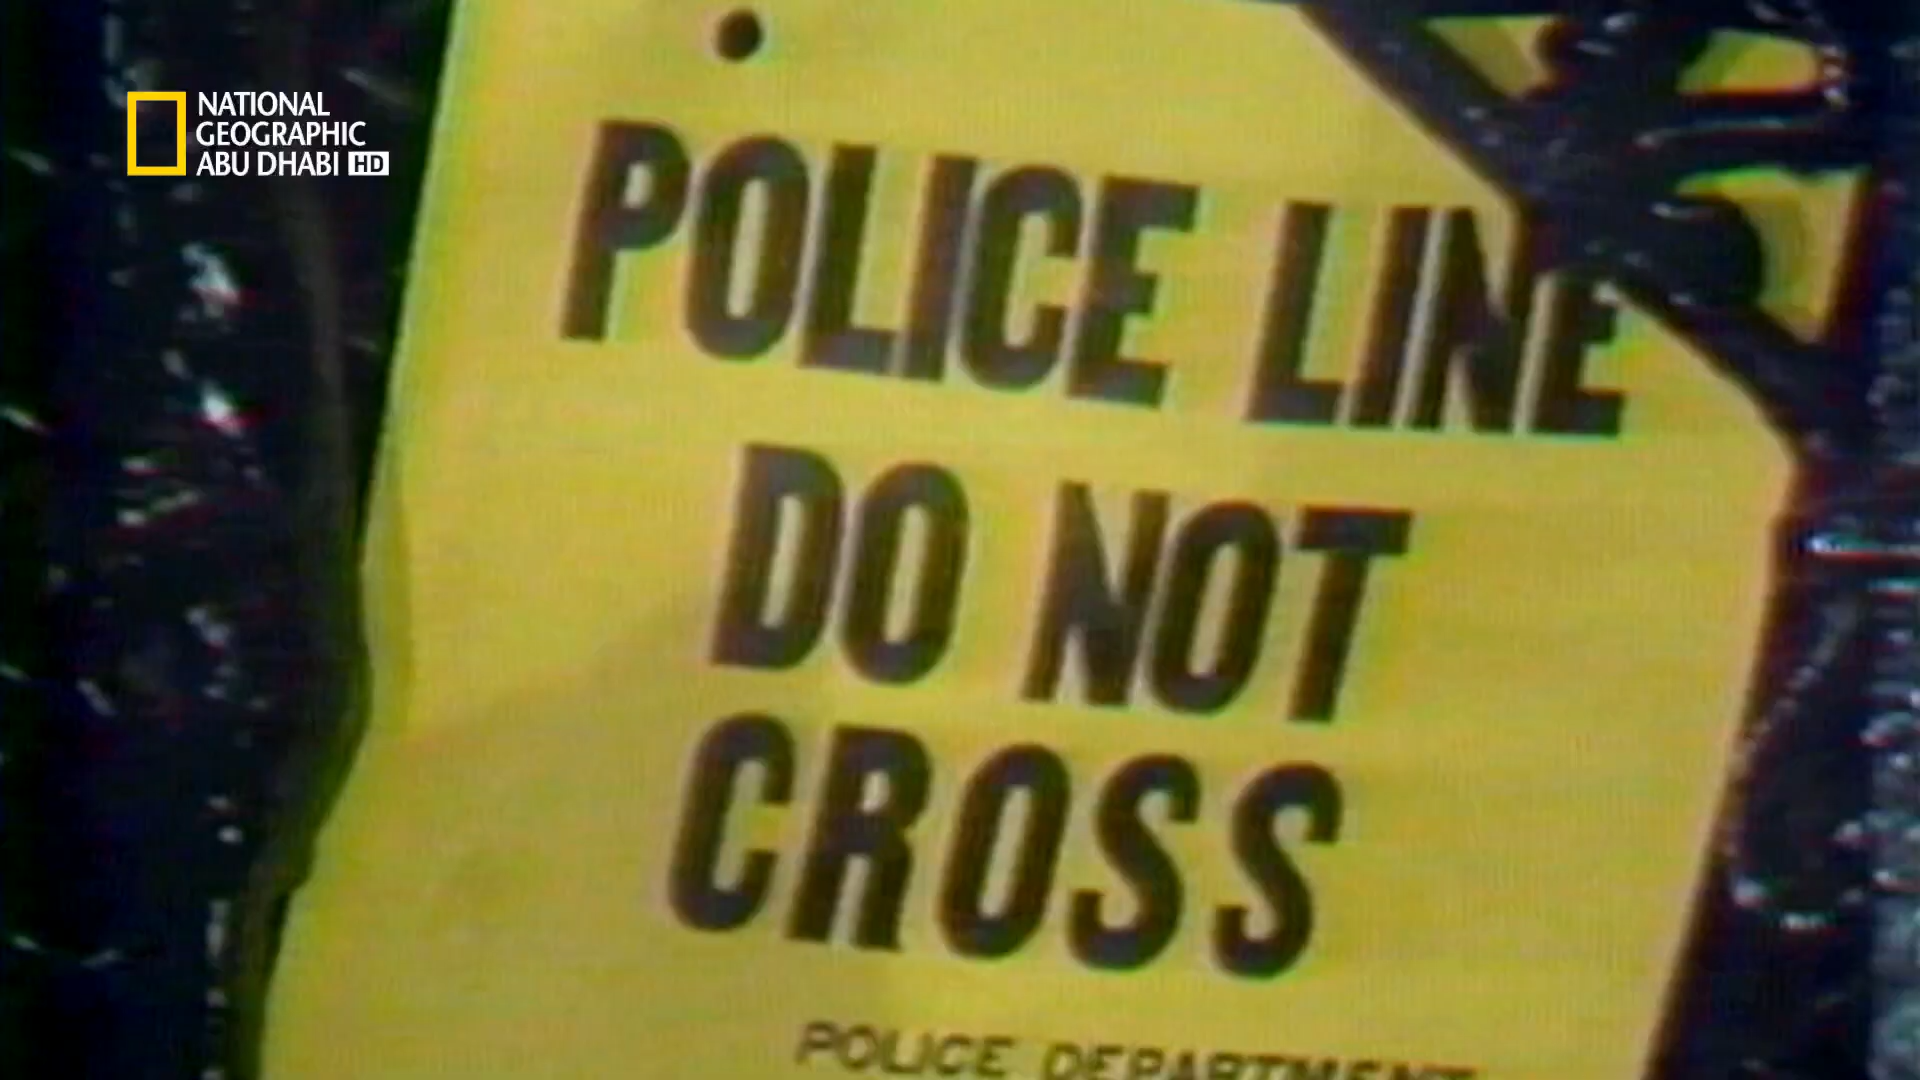 NATIONAL
GEOGRAPHIC
ABU DHABI HD
POLICE LINE
DO NOT
CROSS
POLICE DEPARTMENT